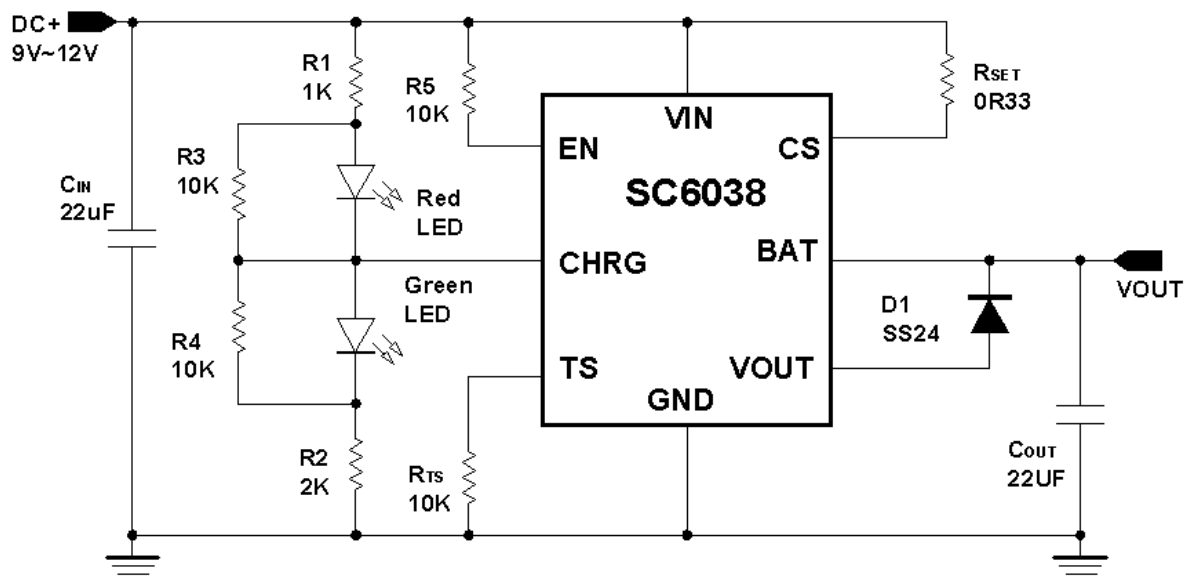 DC+
9V~12V
R1
1K
R5
10K
RSET
0R33
VIN
EN
CS
SC6038
R3
10K
CIN
22uF
Red
LED
CHRG
BAT
Green
LED
VOUT
D1
SS24
R4
10K
TS
VOUT
GND
R2
2K
RTS
10K
COUT
22UF